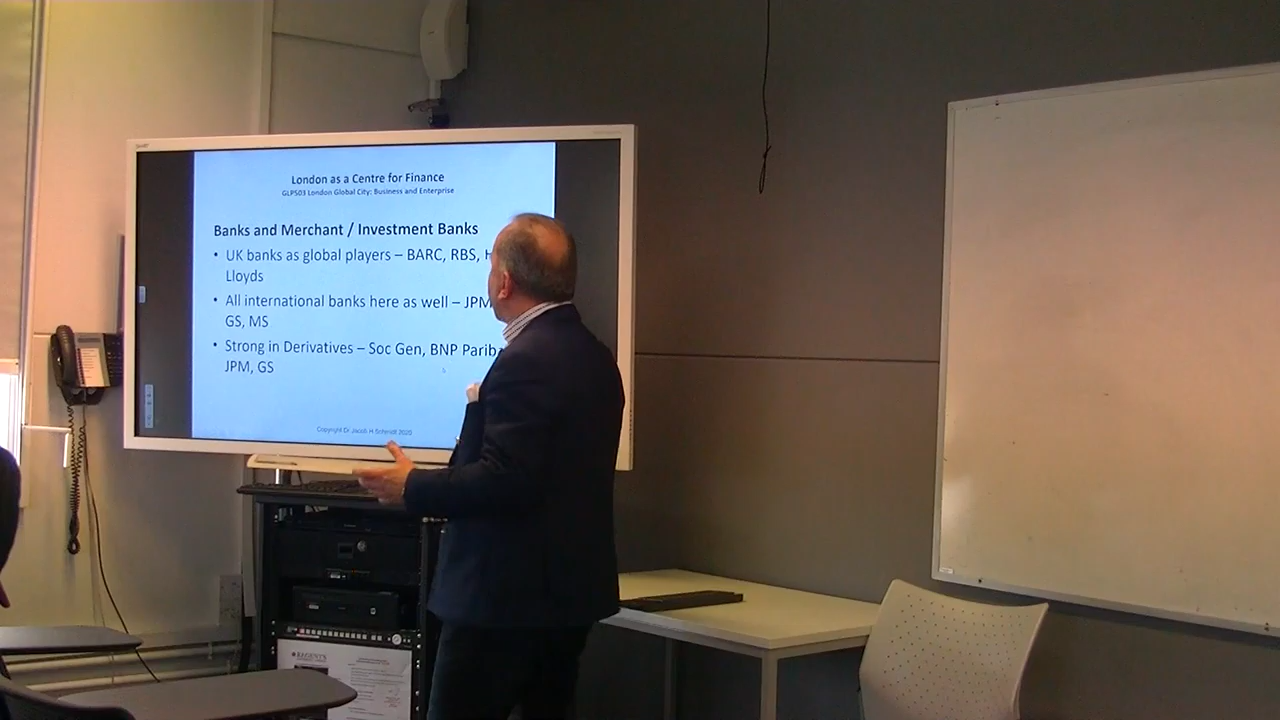 London as a Centre for Finance
GLP503 London Global City: Business and Enterprise
Banks and Merchant / Investment Banks
• UK banks as global players – BARC, RBS, H
Lloyds
• All international banks here as well – JPM
GS, MS
• Strong in Derivatives – Soc Gen, BNP Pariba
JPM, GS
Copyright Dr Jacob H Schmidt 2020
REGENT'S